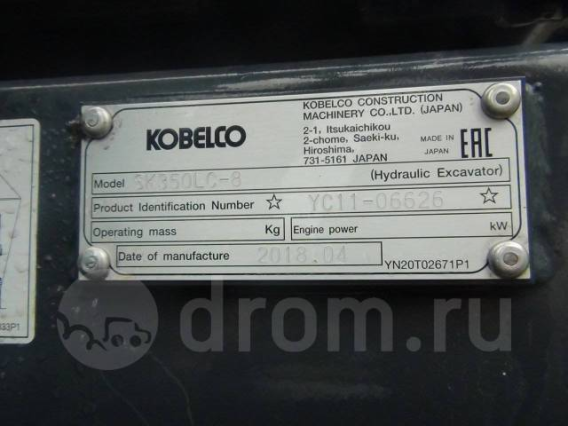 KOBELCO
KOBELCO CONSTRUCTION
MACHINERY CO.,LTD. (JAPAN)
2-1, Itsukaichikou
2-chome, Saeki-ku,
Hiroshima,
731-5161 JAPAN
MADE IN
JAPAN
EAC
Model SK350LC-8 (Hydraulic Excavator)
Product Identification Number ☆ YC11-06626 ☆
Operating mass Kg Engine power kW
Date of manufacture 2018.04
YN20T02671P1
333P1
drom.ru